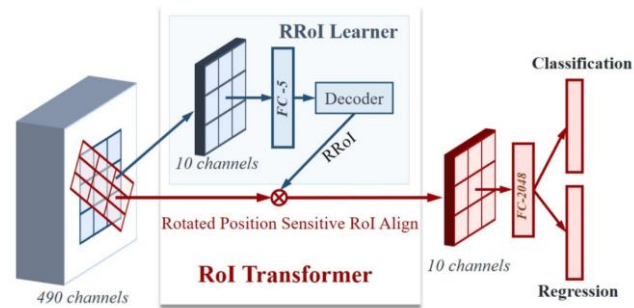 RRoI Learner
Classification
FC-5
Decoder
10 channels
RRoI
FC-2048
Rotated Position Sensitive RoI Align
10 channels
RoI Transformer
490 channels
Regression